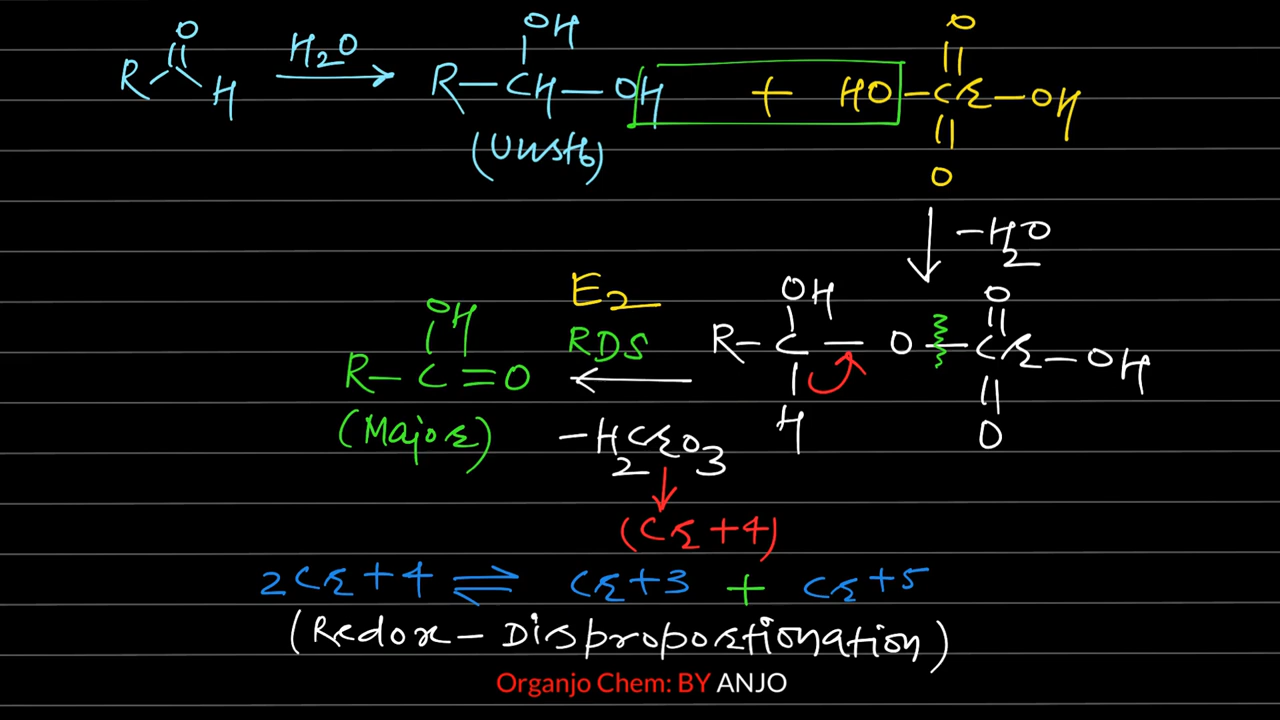 O OH O
R H H2O R—CH—OH + HO—Cr—OH
(Unstb) O
-H2O
E2 OH O
OH RDS R—C—O—Cr—OH
R—C=O H O
(Major) -H2CrO3
(Cr+4)
2Cr+4 ⇌ Cr+3 + Cr+5
(Redox-Disproportionation)
Organjo Chem: BY ANJO